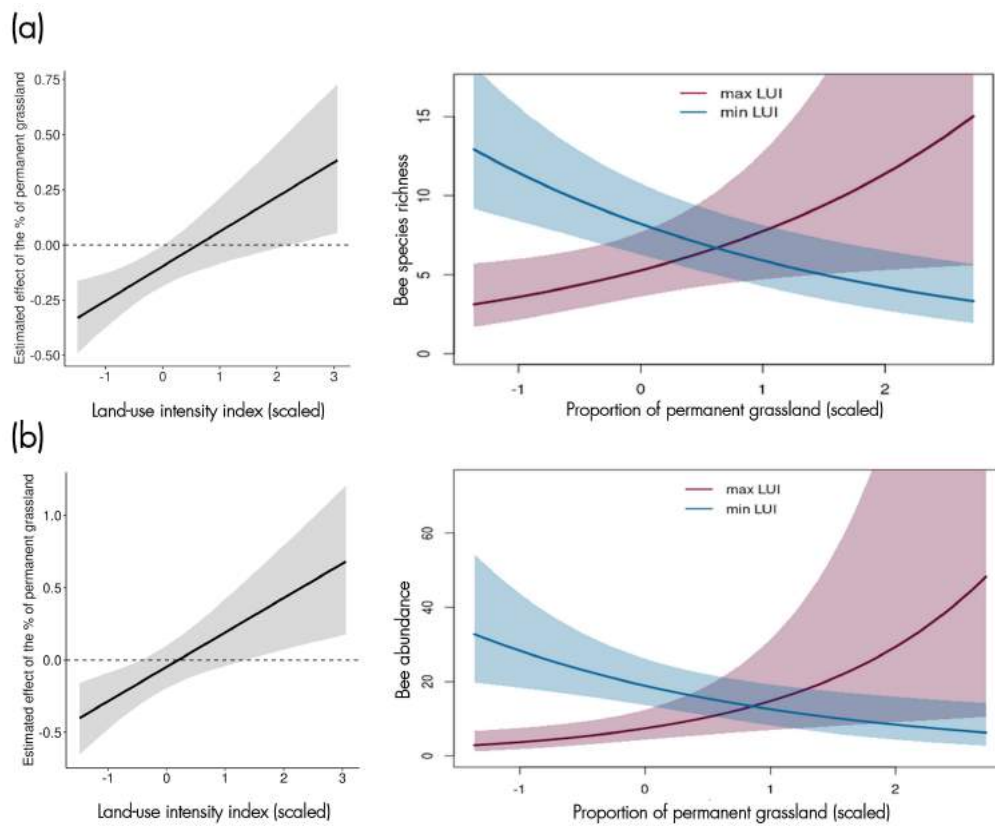 (a)
Estimated effect of the % of permanent grassland
0.75
0.50
0.25
0.00
-0.25
-0.50
-1
0
1
2
3
Land-use intensity index (scaled)
Bee species richness
15
10
5
0
max LUI
min LUI
-1
0
1
2
Proportion of permanent grassland (scaled)
(b)
Estimated effect of the % of permanent grassland
1.0
0.5
0.0
-0.5
-1
0
1
2
3
Land-use intensity index (scaled)
Bee abundance
60
40
20
0
max LUI
min LUI
-1
0
1
2
Proportion of permanent grassland (scaled)